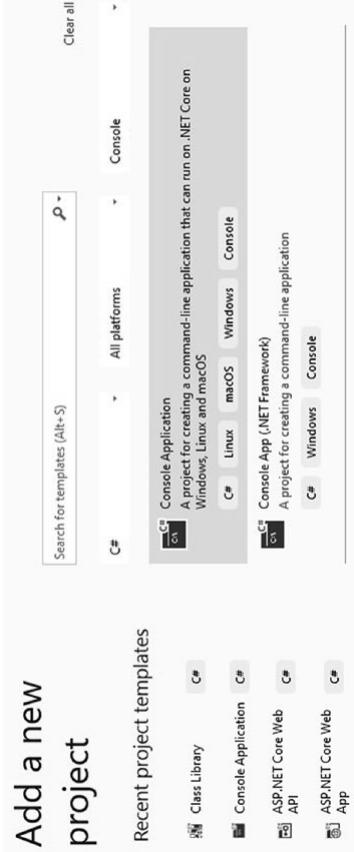 Add a new
project
Recent project templates
Class Library C#
Console Application C#
ASP.NET Core Web
API
C#
ASP.NET Core Web
App
C#
Search for templates (Alt+S)
Clear all
C# All platforms Console
C#
C:\
Console Application
A project for creating a command-line application that can run on .NET Core on
Windows, Linux and macOS
C# Linux macOS Windows Console
C#
C:\
Console App (.NET Framework)
A project for creating a command-line application
C# Windows Console